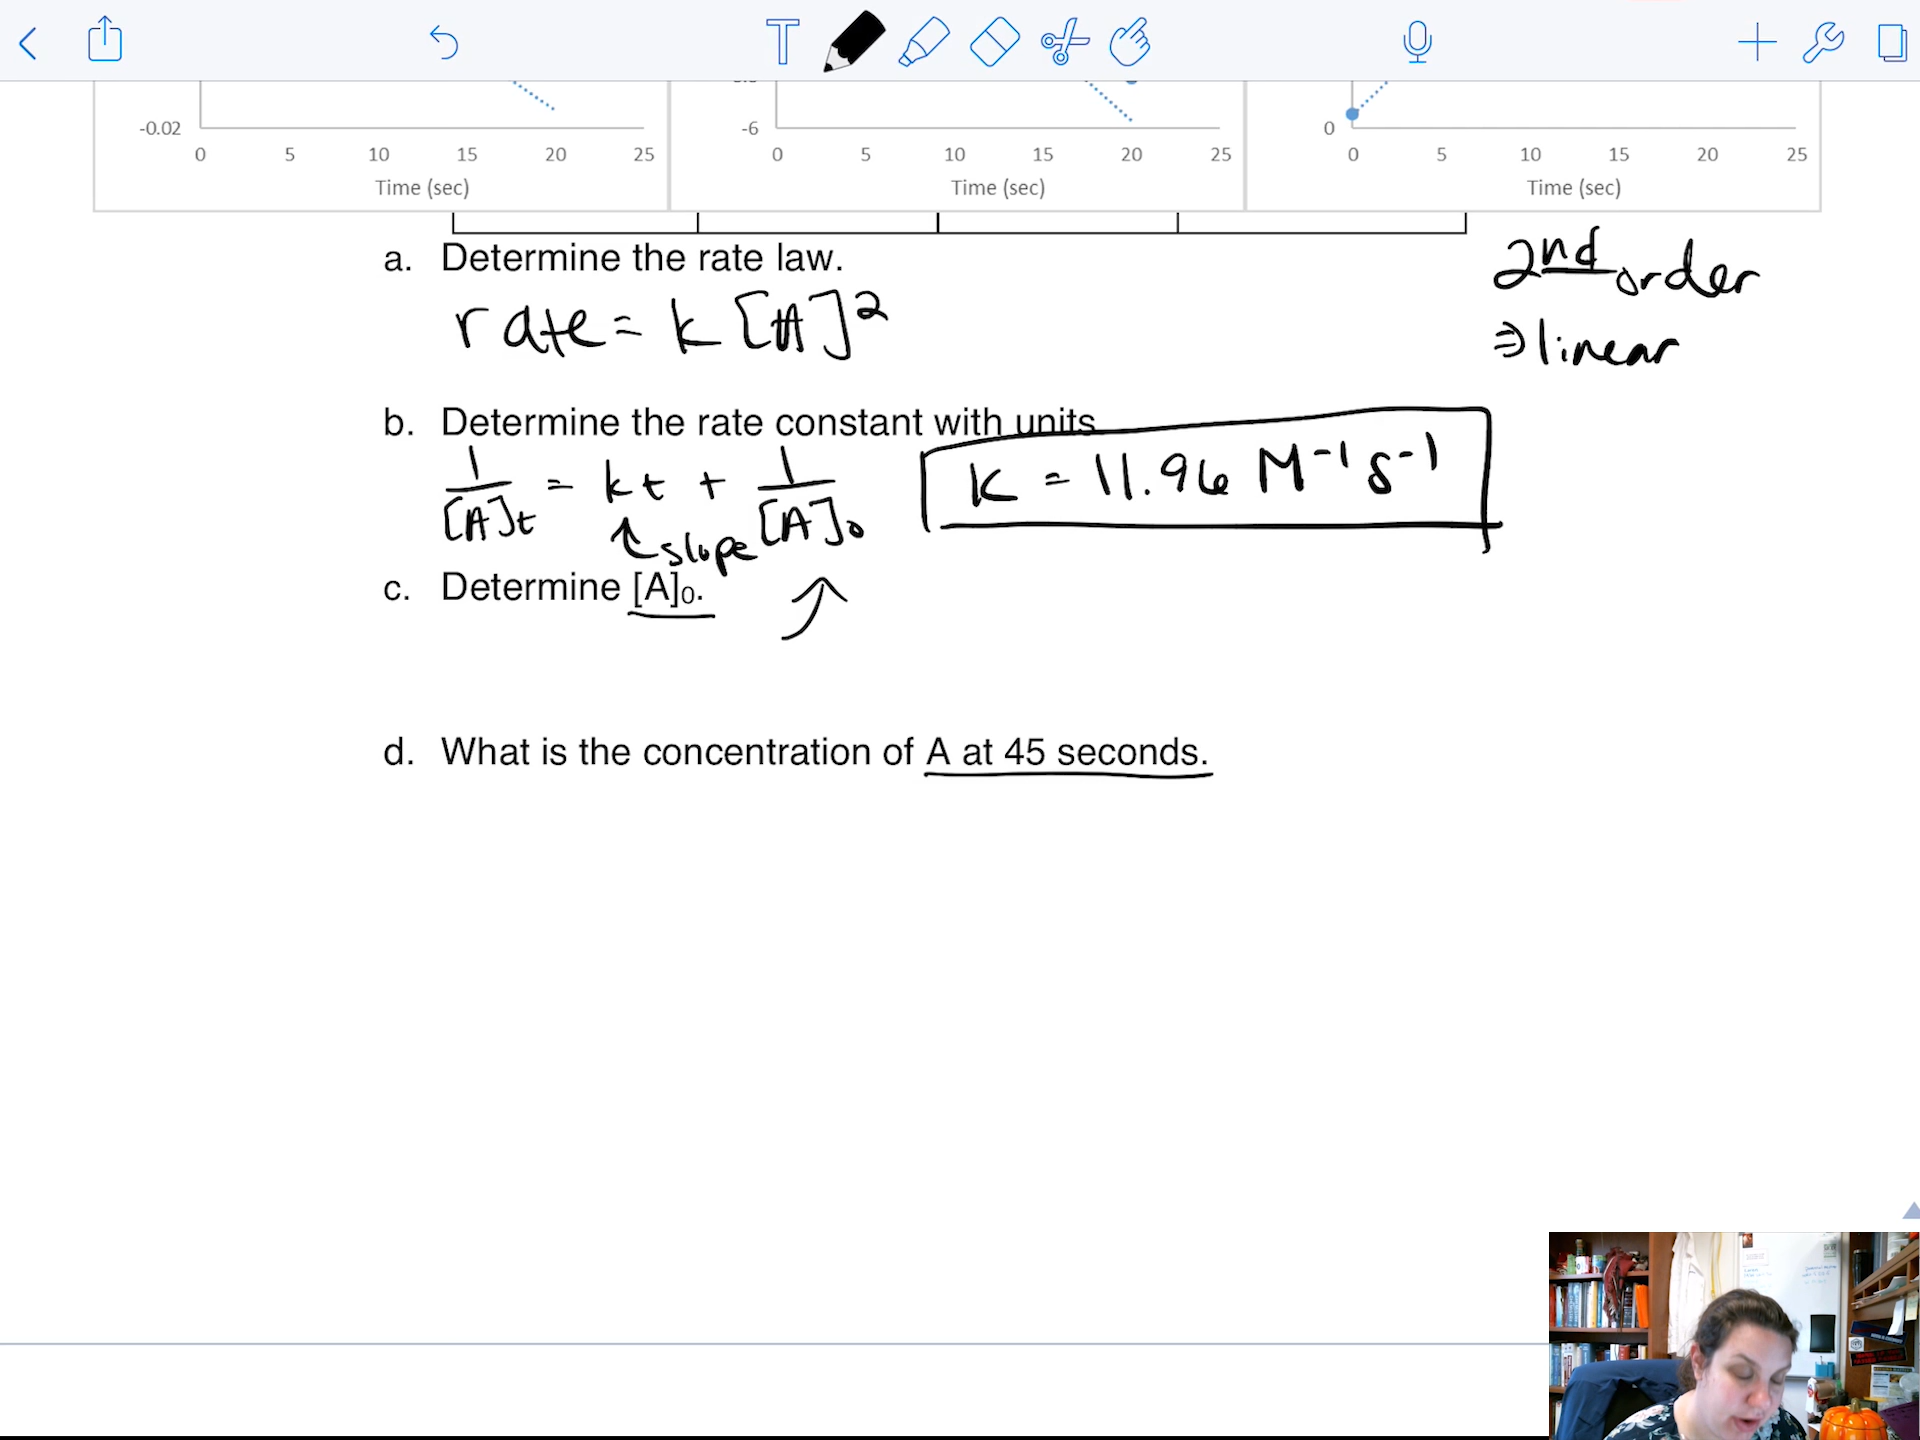 T
-0.02
0 5 10 15 20 25
Time (sec)
-6
0 5 10 15 20 25
Time (sec)
0
0 5 10 15 20 25
Time (sec)
a. Determine the rate law.
rate = k [A]²
2nd order
⇒ linear
b. Determine the rate constant with units
1/[A]t = kt + 1/[A]₀
slope
K = 11.96 M⁻¹ s⁻¹
c. Determine [A]₀.
d. What is the concentration of A at 45 seconds.